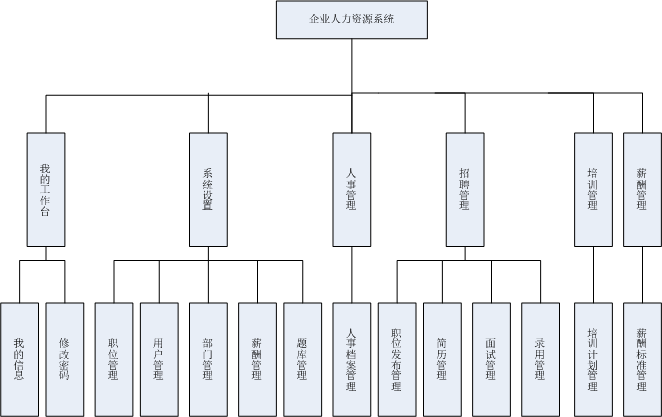 企业人力资源系统
我的工作台
系统设置
人事管理
招聘管理
培训管理
薪酬管理
我的信息
修改密码
职位管理
用户管理
部门管理
薪酬管理
题库管理
人事档案管理
职位发布管理
简历管理
面试管理
录用管理
培训计划管理
薪酬标准管理